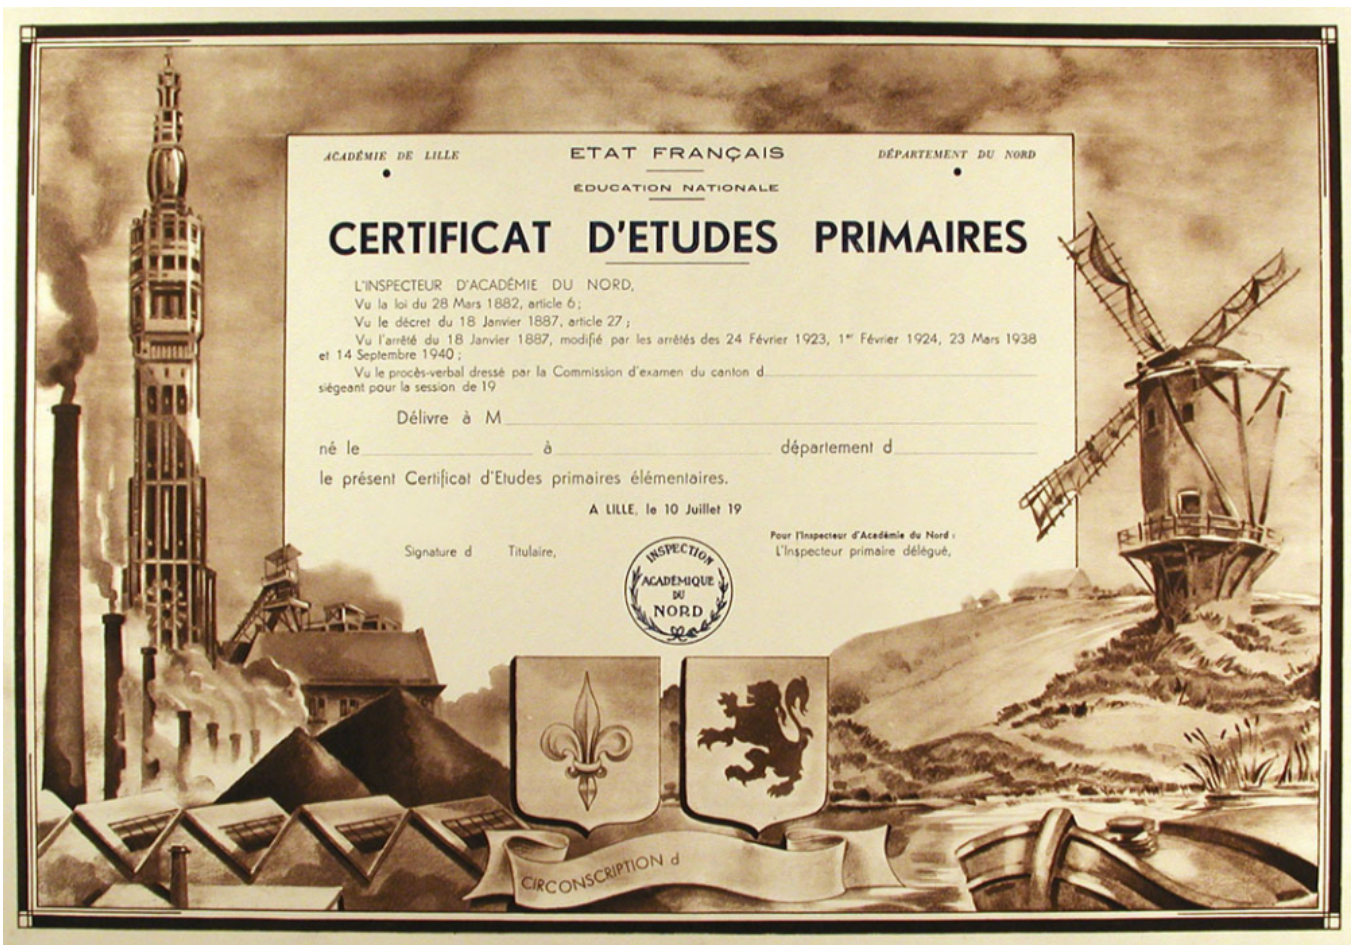 ACADÉMIE DE LILLE
ETAT FRANÇAIS
DÉPARTEMENT DU NORD
ÉDUCATION NATIONALE
CERTIFICAT D'ETUDES PRIMAIRES
L'INSPECTEUR D'ACADÉMIE DU NORD,
Vu la loi du 28 Mars 1882, article 6 ;
Vu le décret du 18 Janvier 1887, article 27 ;
Vu l'arrêté du 18 Janvier 1887, modifié par les arrêtés des 24 Février 1923, 1er Février 1924, 23 Mars 1938
et 14 Septembre 1940 ;
Vu le procès-verbal dressé par la Commission d'examen du canton d
siégeant pour la session de 19
Délivre à M
né le à département d
le présent Certificat d'Etudes primaires élémentaires.
A LILLE, le 10 Juillet 19
Pour l'Inspecteur d'Académie du Nord :
Signature d Titulaire,
L'Inspecteur primaire délégué,
INSPECTION
ACADÉMIQUE
DU
NORD
CIRCONSCRIPTION d